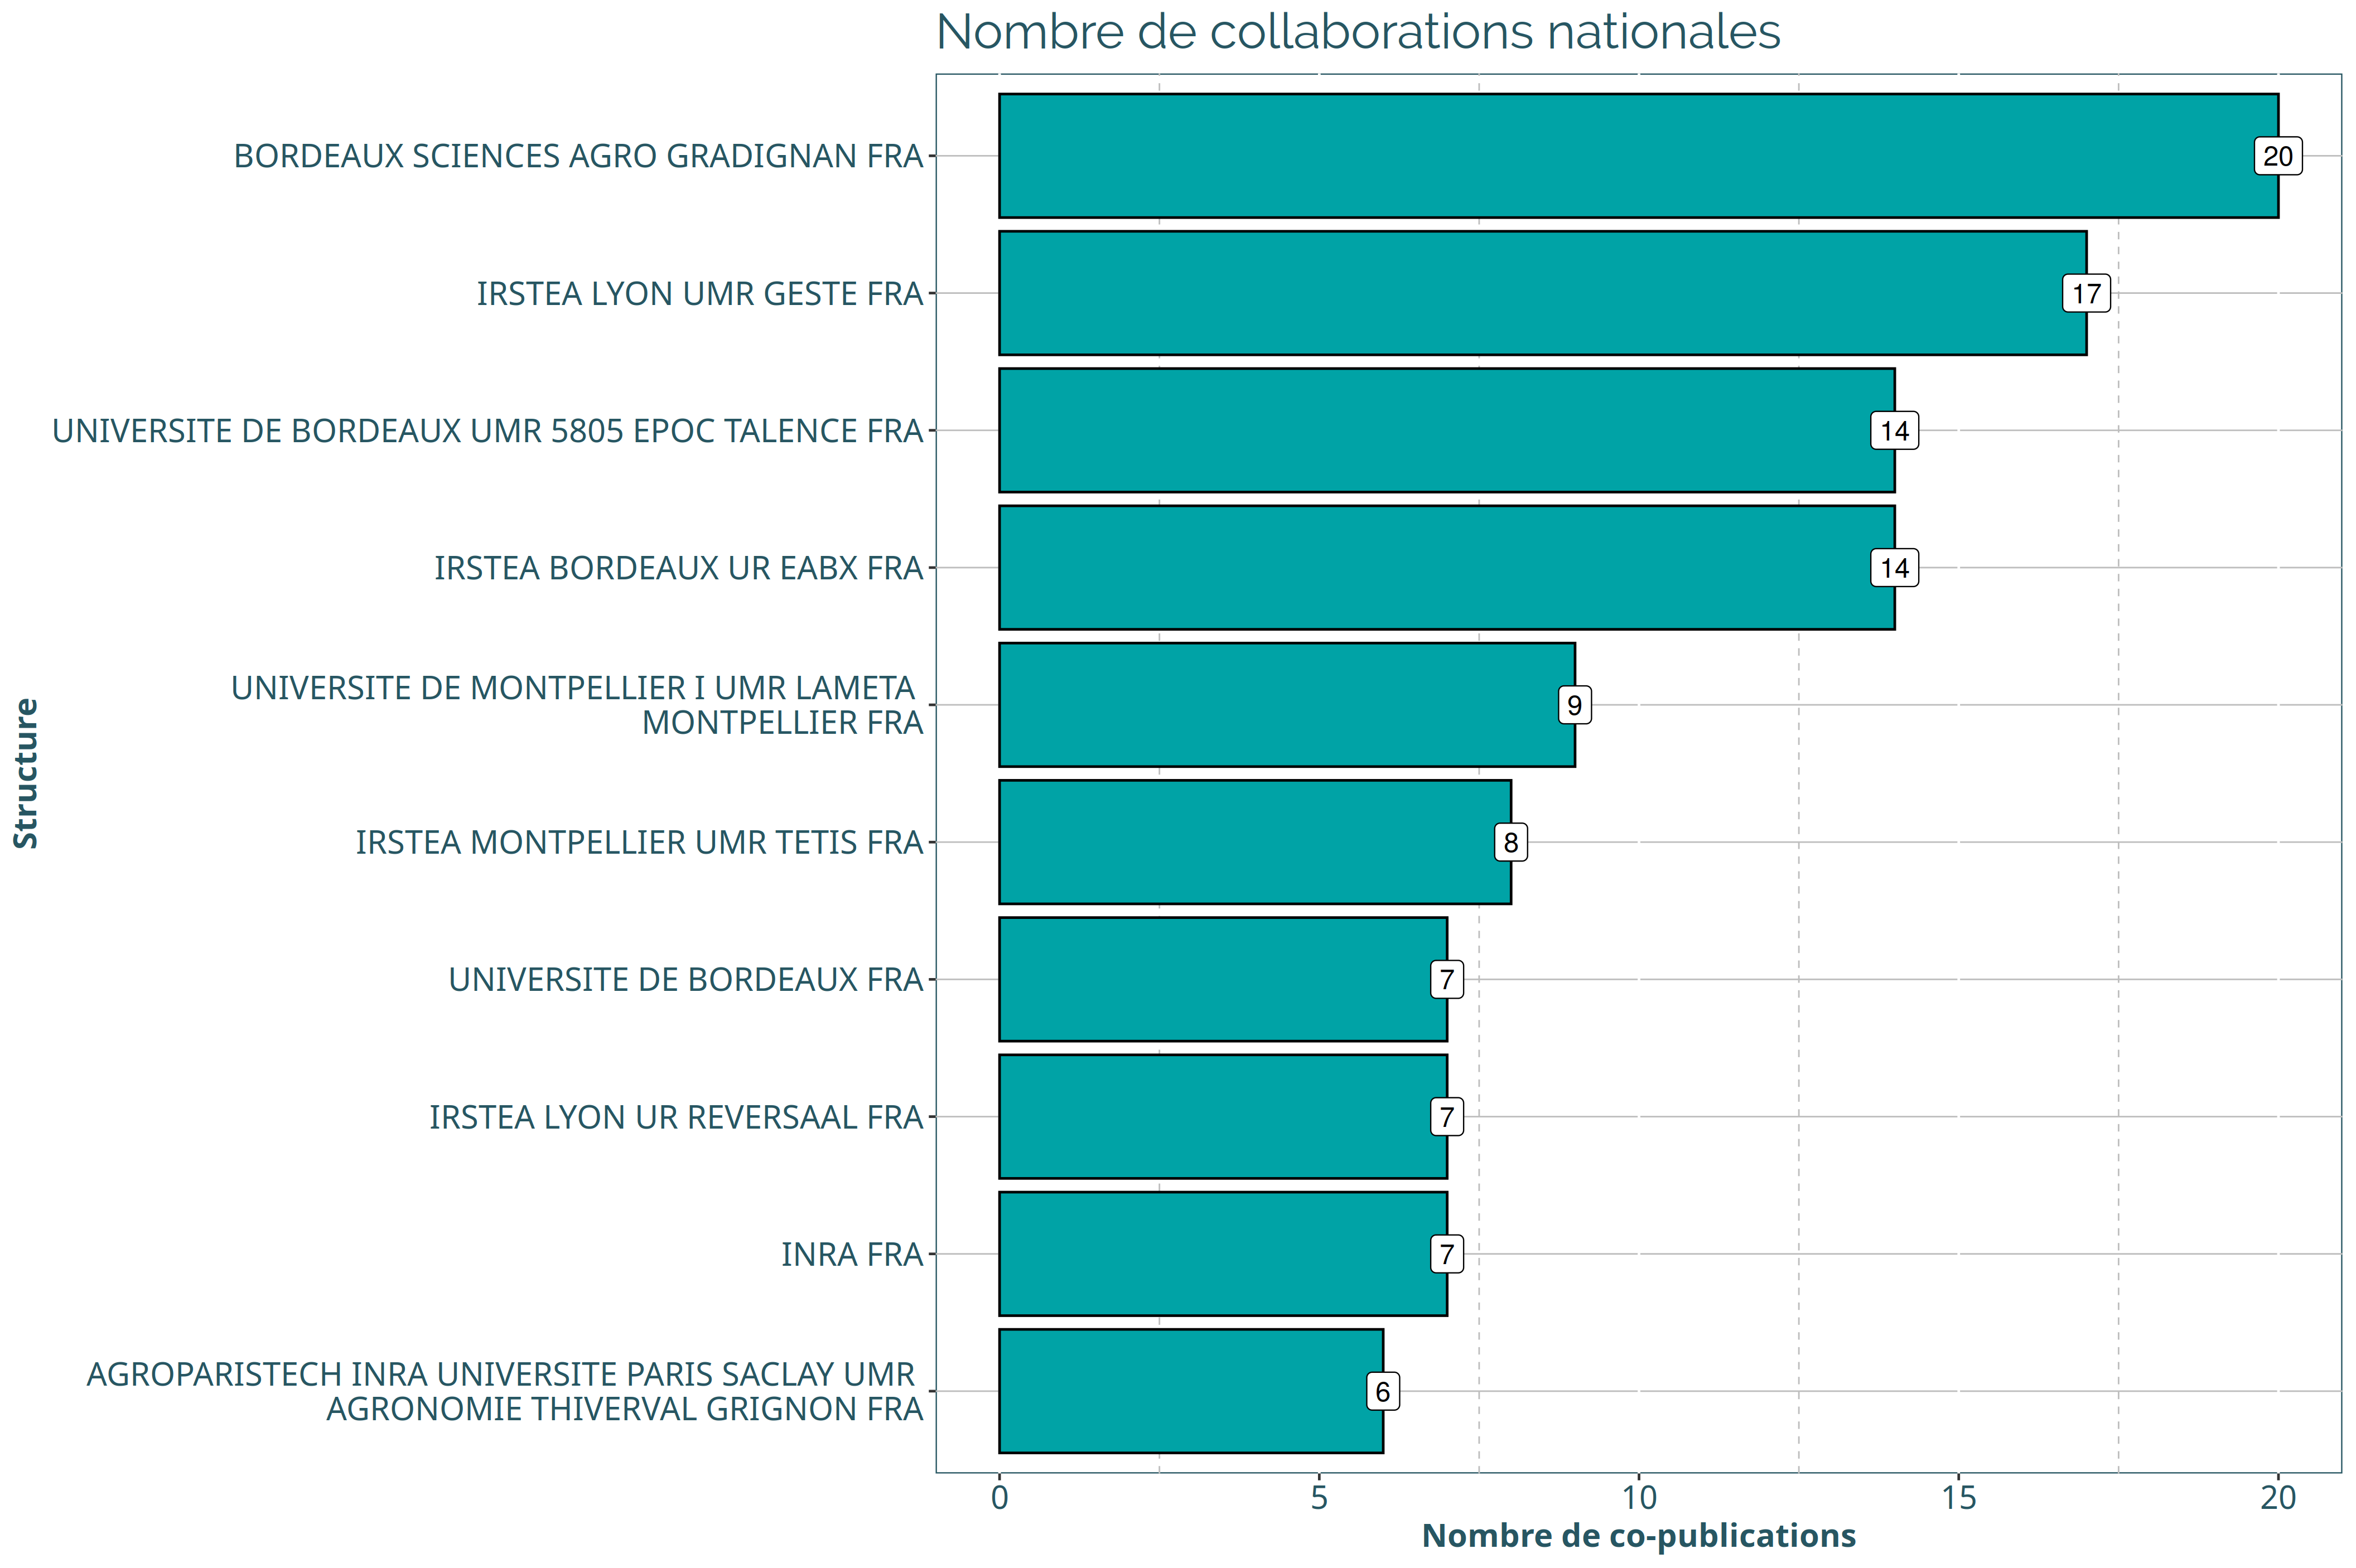 Nombre de collaborations nationales
BORDEAUX SCIENCES AGRO GRADIGNAN FRA
20
IRSTEA LYON UMR GESTE FRA
17
UNIVERSITE DE BORDEAUX UMR 5805 EPOC TALENCE FRA
14
IRSTEA BORDEAUX UR EABX FRA
14
UNIVERSITE DE MONTPELLIER I UMR LAMETA
MONTPELLIER FRA
9
IRSTEA MONTPELLIER UMR TETIS FRA
8
UNIVERSITE DE BORDEAUX FRA
7
IRSTEA LYON UR REVERSAAL FRA
7
INRA FRA
7
AGROPARISTECH INRA UNIVERSITE PARIS SACLAY UMR
AGRONOMIE THIVERVAL GRIGNON FRA
6
Structure
0 5 10 15 20
Nombre de co-publications